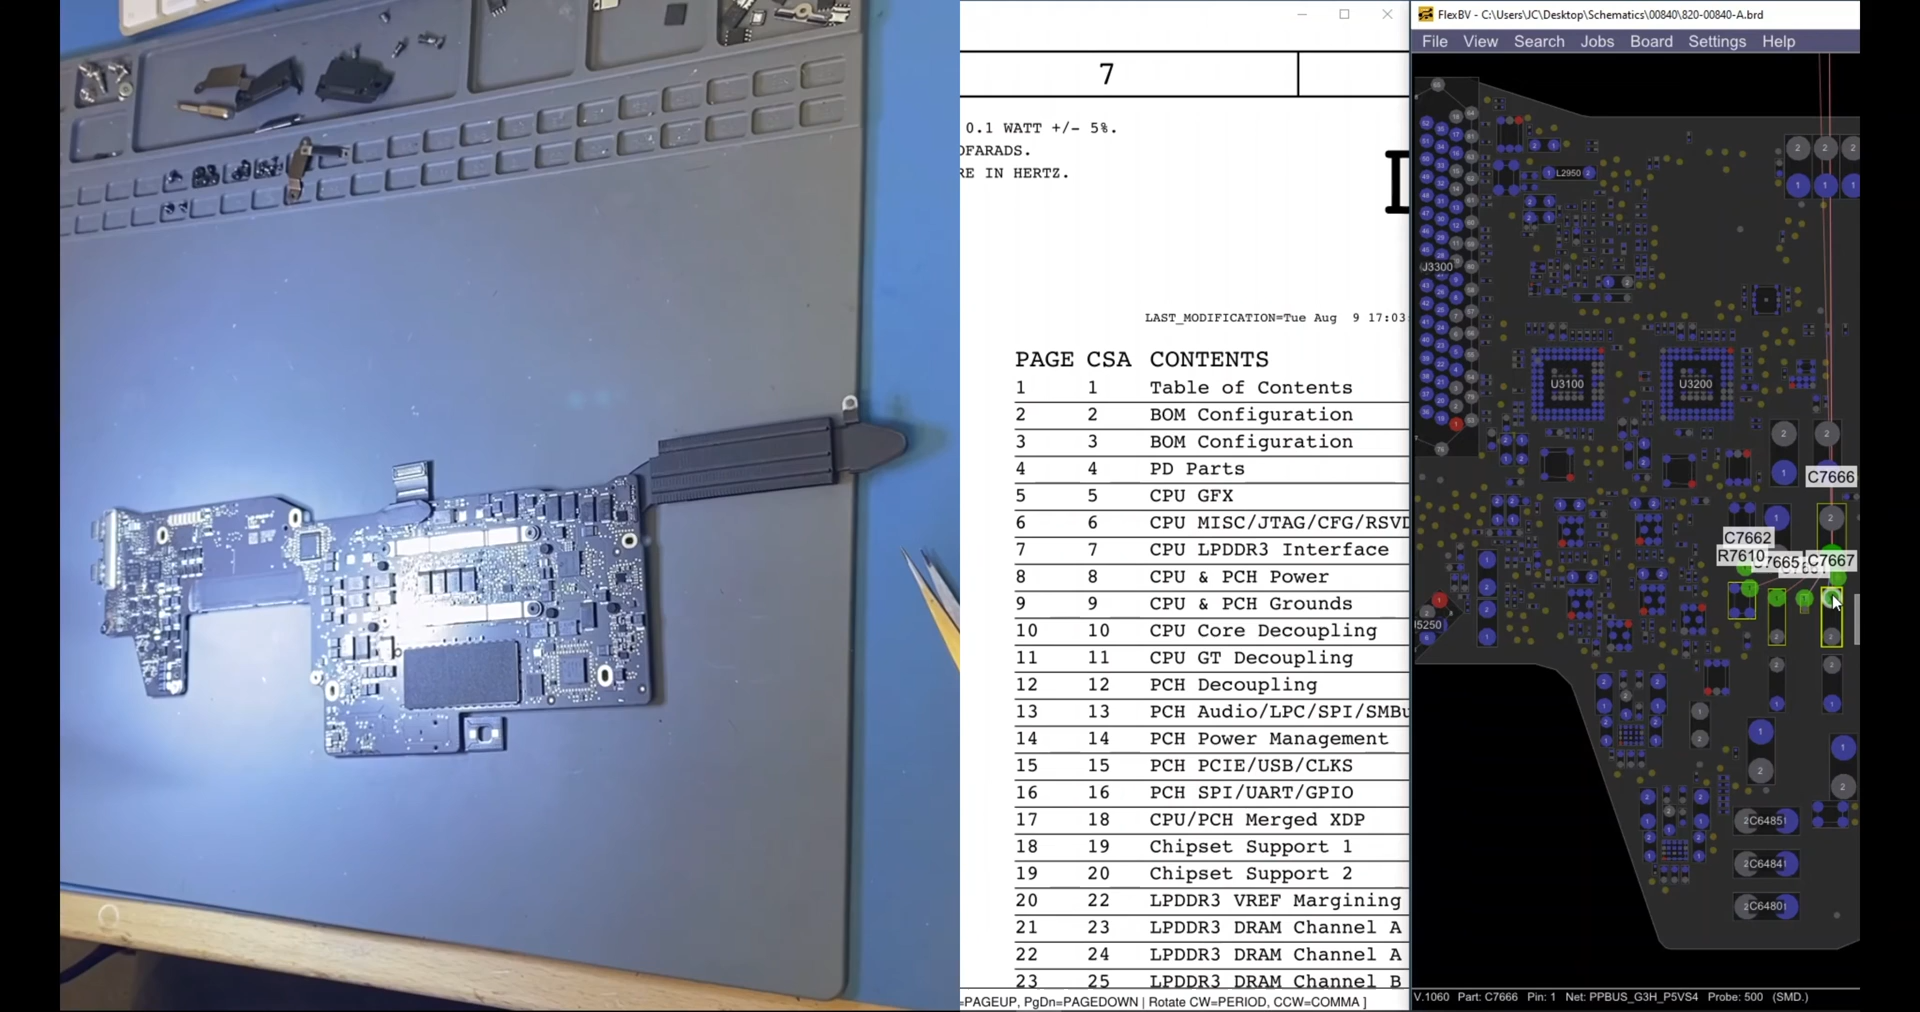 7
0.1 WATT +/- 5%.
OFARADS.
RE IN HERTZ.
LAST_MODIFICATION=Tue Aug 9 17:03:
PAGE CSA CONTENTS
1 1 Table of Contents
2 2 BOM Configuration
3 3 BOM Configuration
4 4 PD Parts
5 5 CPU GFX
6 6 CPU MISC/JTAG/CFG/RSVD
7 7 CPU LPDDR3 Interface
8 8 CPU & PCH Power
9 9 CPU & PCH Grounds
10 10 CPU Core Decoupling
11 11 CPU GT Decoupling
12 12 PCH Decoupling
13 13 PCH Audio/LPC/SPI/SMBu
14 14 PCH Power Management
15 15 PCH PCIE/USB/CLKS
16 16 PCH SPI/UART/GPIO
17 18 CPU/PCH Merged XDP
18 19 Chipset Support 1
19 20 Chipset Support 2
20 22 LPDDR3 VREF Margining
21 23 LPDDR3 DRAM Channel A
22 24 LPDDR3 DRAM Channel A
23 25 LPDDR3 DRAM Channel B
=PAGEUP, PgDn=PAGEDOWN | Rotate CW=PERIOD, CCW=COMMA ]
FlexBV - C:\Users\JC\Desktop\Schematics\00840\820-00840-A.brd
File View Search Jobs Board Settings Help
L2950
J3300
U3100
U3200
C7666
C7662
R7610
C7665
C7667
I5250
2C64851
2C64841
2C64801
V.1060 Part: C7666 Pin: 1 Net: PPBUS_G3H_P5VS4 Probe: 500 (SMD.)